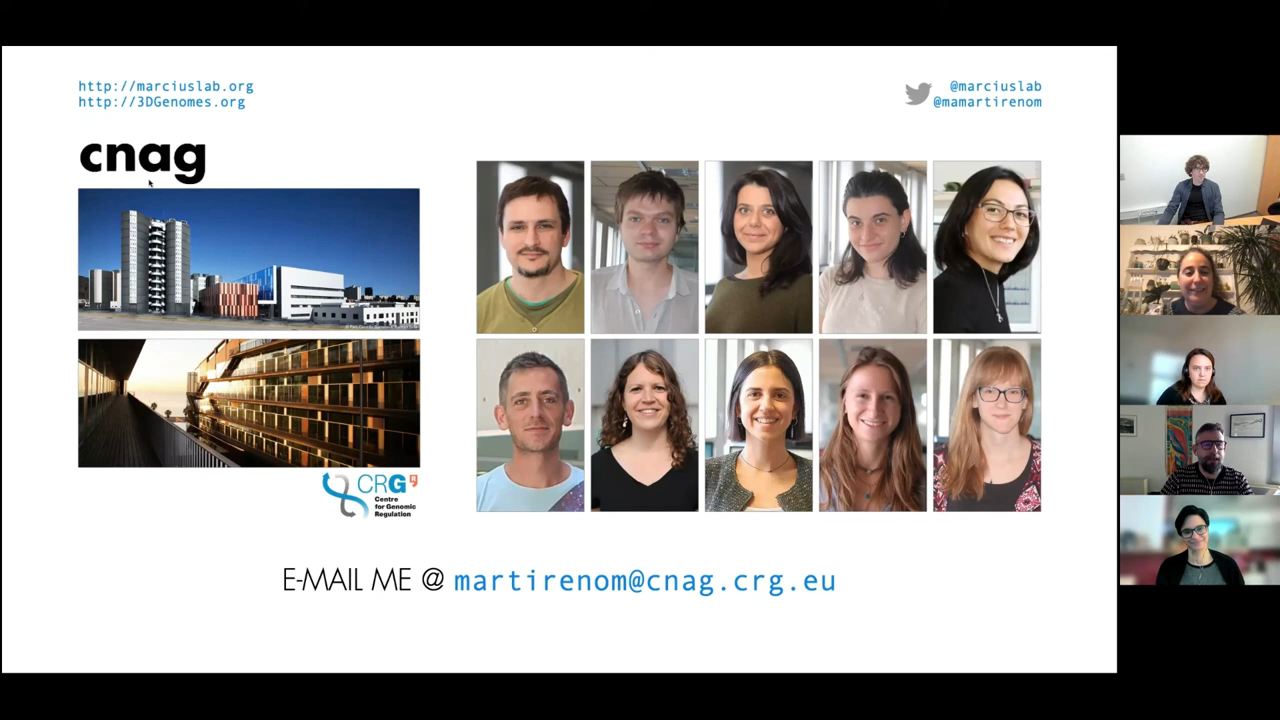 http://marciuslab.org
http://3DGenomes.org
@marciuslab
@mamartirenom
cnag
CRG
Centre
for Genomic
Regulation
E-MAIL ME @ martirenom@cnag.crg.eu